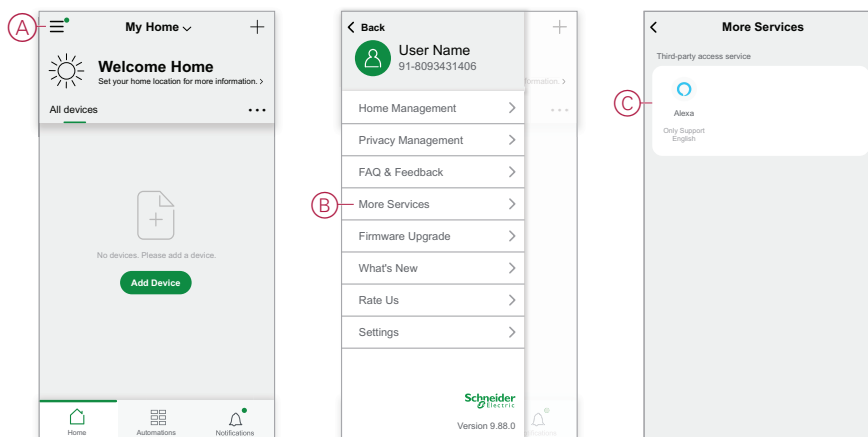 A
My Home
Welcome Home
Set your home location for more information. >
All devices
No devices. Please add a device.
Add Device
Home
Automations
Notifications
Back
User Name
91-8093431406
formation. >
Home Management
Privacy Management
FAQ & Feedback
B
More Services
Firmware Upgrade
What's New
Rate Us
Settings
Schneider
Electric
Version 9.88.0
More Services
Third-party access service
C
Alexa
Only Support
English